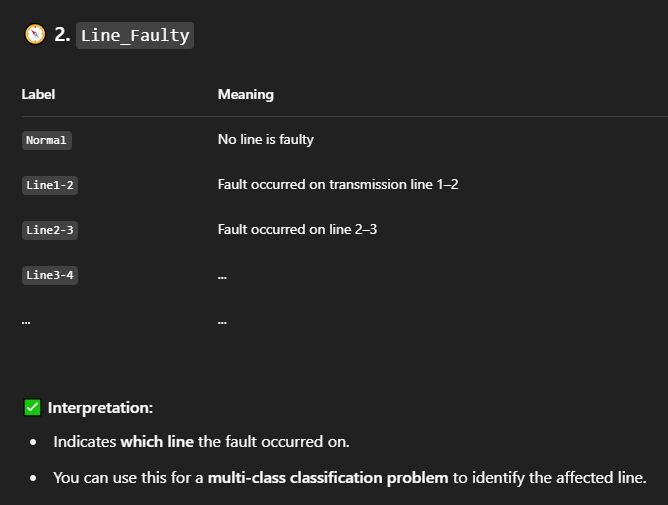 🧭 2. Line_Faulty
Label Meaning
Normal No line is faulty
Line1-2 Fault occurred on transmission line 1–2
Line2-3 Fault occurred on line 2–3
Line3-4 ...
... ...
✅ Interpretation:
• Indicates which line the fault occurred on.
• You can use this for a multi-class classification problem to identify the affected line.